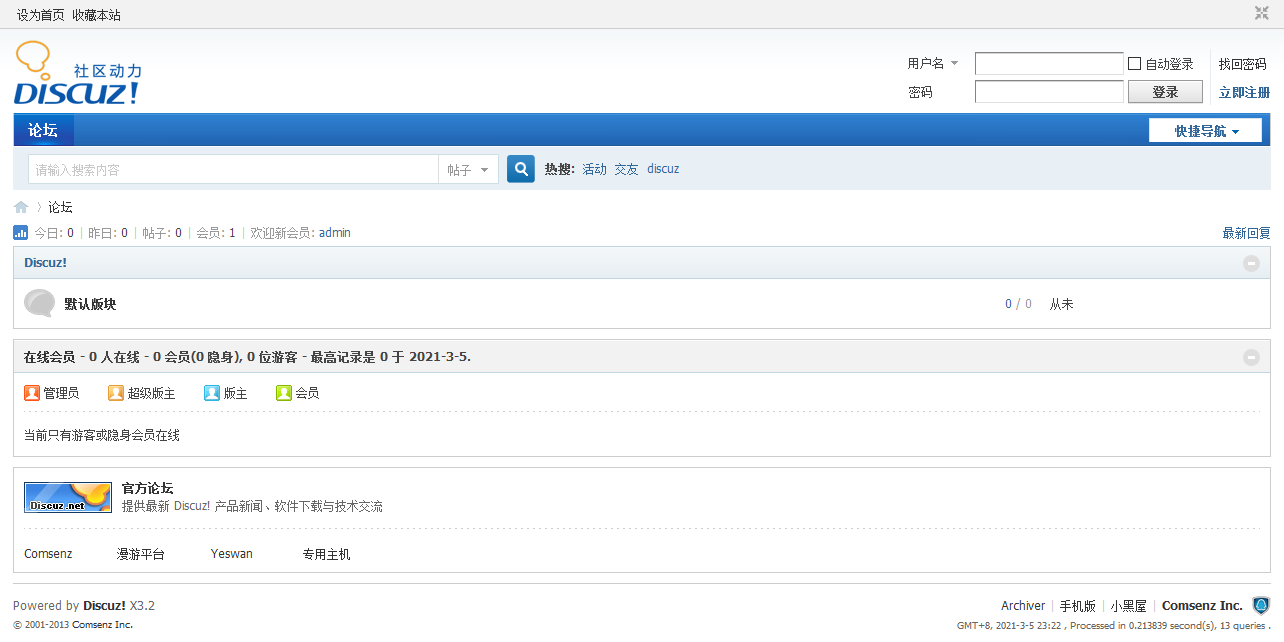 设为首页 收藏本站
社区动力
DISCUZ!
用户名 自动登录 找回密码
密码 登录 立即注册
论坛 快捷导航
请输入搜索内容 帖子 热搜: 活动 交友 discuz
论坛
今日: 0 | 昨日: 0 | 帖子: 0 | 会员: 1 | 欢迎新会员: admin 最新回复
Discuz!
默认版块 0 / 0 从未
在线会员 - 0 人在线 - 0 会员(0 隐身), 0 位游客 - 最高记录是 0 于 2021-3-5.
管理员 超级版主 版主 会员
当前只有游客或隐身会员在线
Discuz.net
官方论坛
提供最新 Discuz! 产品新闻、软件下载与技术交流
Comsenz 漫游平台 Yeswan 专用主机
Powered by Discuz! X3.2 Archiver | 手机版 | 小黑屋 | Comsenz Inc.
© 2001-2013 Comsenz Inc. GMT+8, 2021-3-5 23:22 , Processed in 0.213839 second(s), 13 queries .